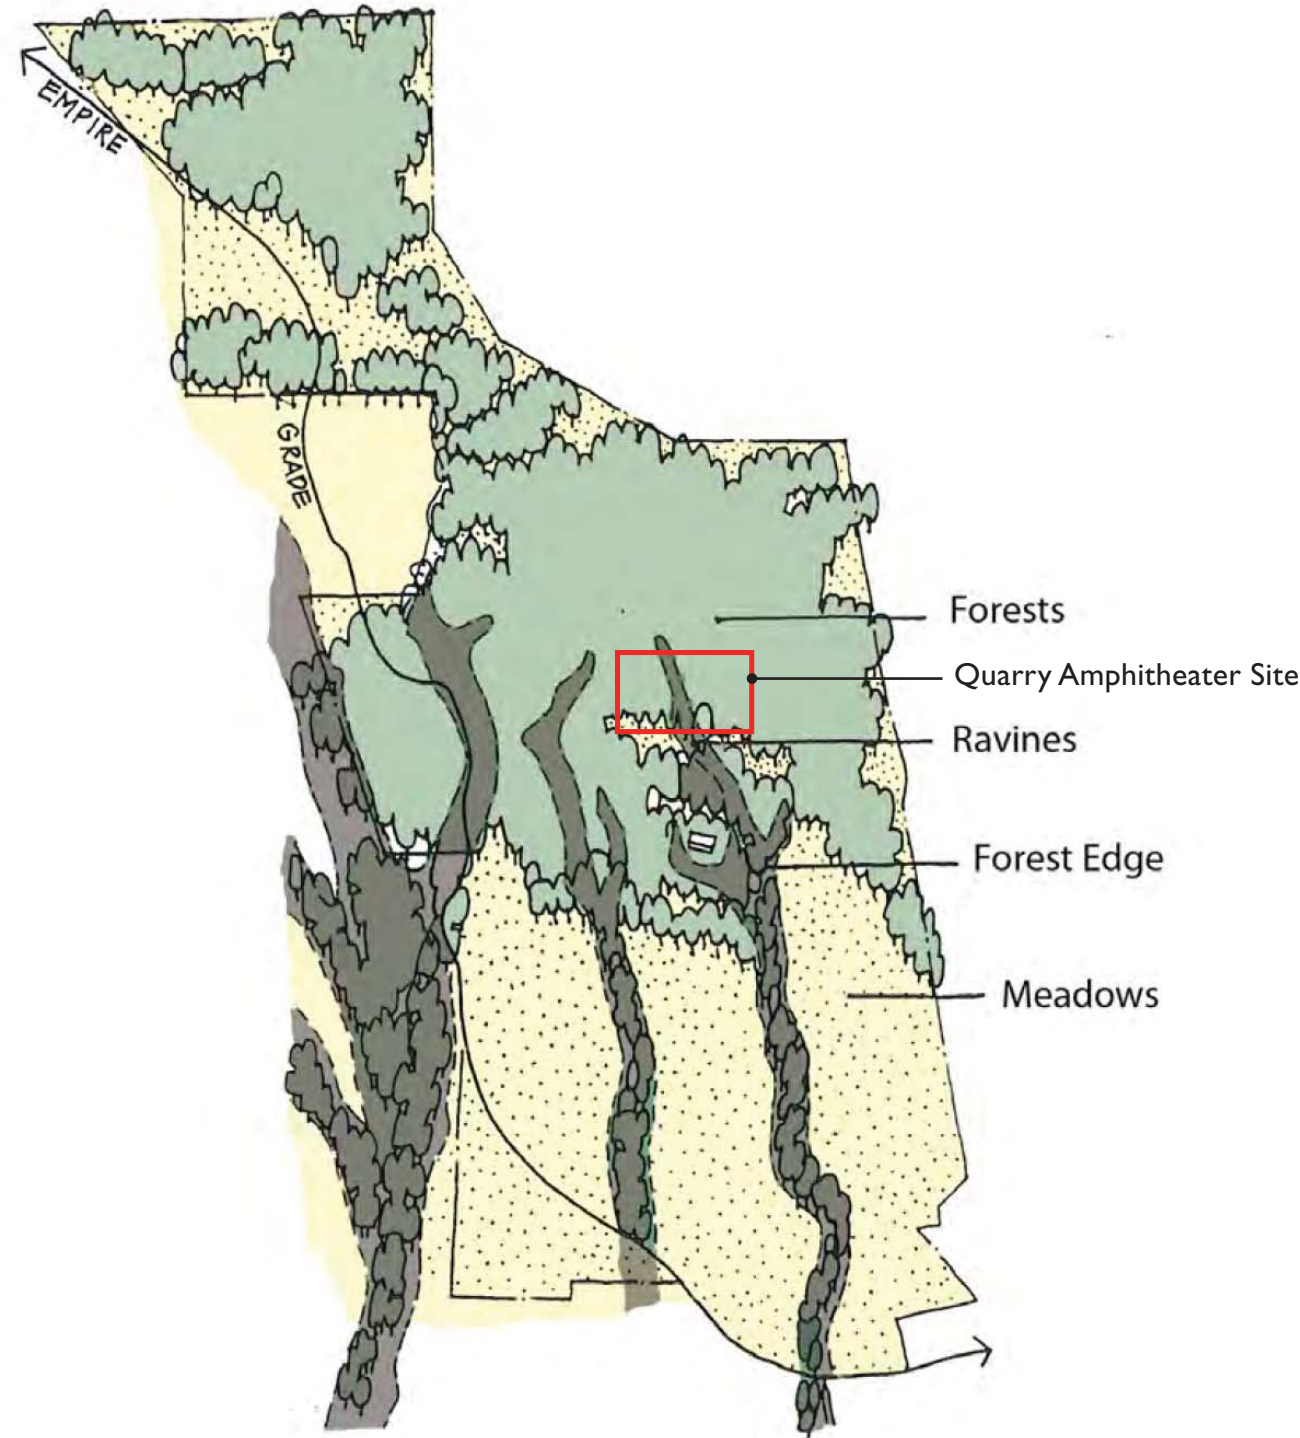 EMPIRE
GRADE
Forests
Quarry Amphitheater Site
Ravines
Forest Edge
Meadows